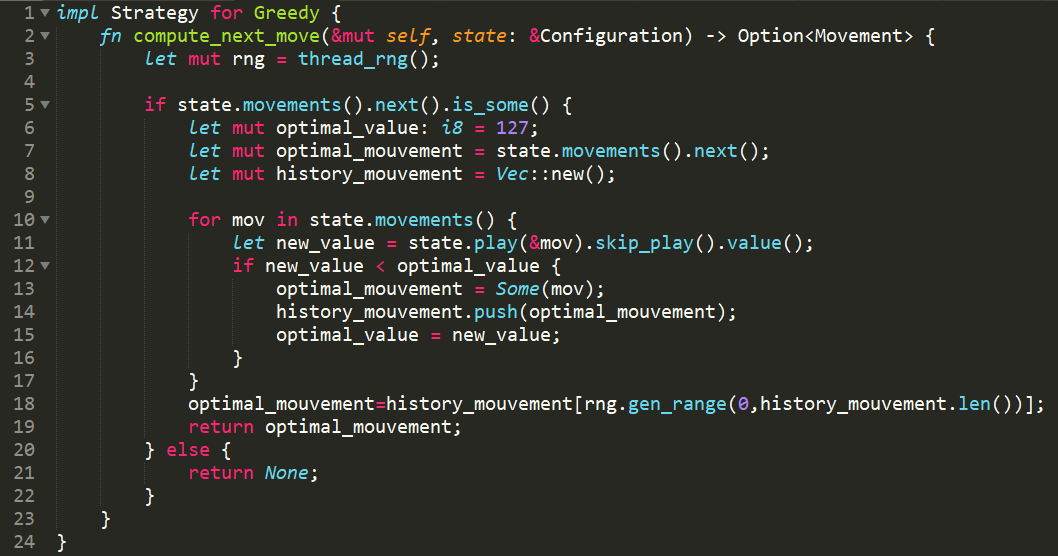 1 impl Strategy for Greedy {
2 fn compute_next_move(&mut self, state: &Configuration) -> Option<Movement> {
3 let mut rng = thread_rng();
4
5 if state.movements().next().is_some() {
6 let mut optimal_value: i8 = 127;
7 let mut optimal_mouvement = state.movements().next();
8 let mut history_mouvement = Vec::new();
9
10 for mov in state.movements() {
11 let new_value = state.play(&mov).skip_play().value();
12 if new_value < optimal_value {
13 optimal_mouvement = Some(mov);
14 history_mouvement.push(optimal_mouvement);
15 optimal_value = new_value;
16 }
17 }
18 optimal_mouvement=history_mouvement[rng.gen_range(0,history_mouvement.len())];
19 return optimal_mouvement;
20 } else {
21 return None;
22 }
23 }
24 }